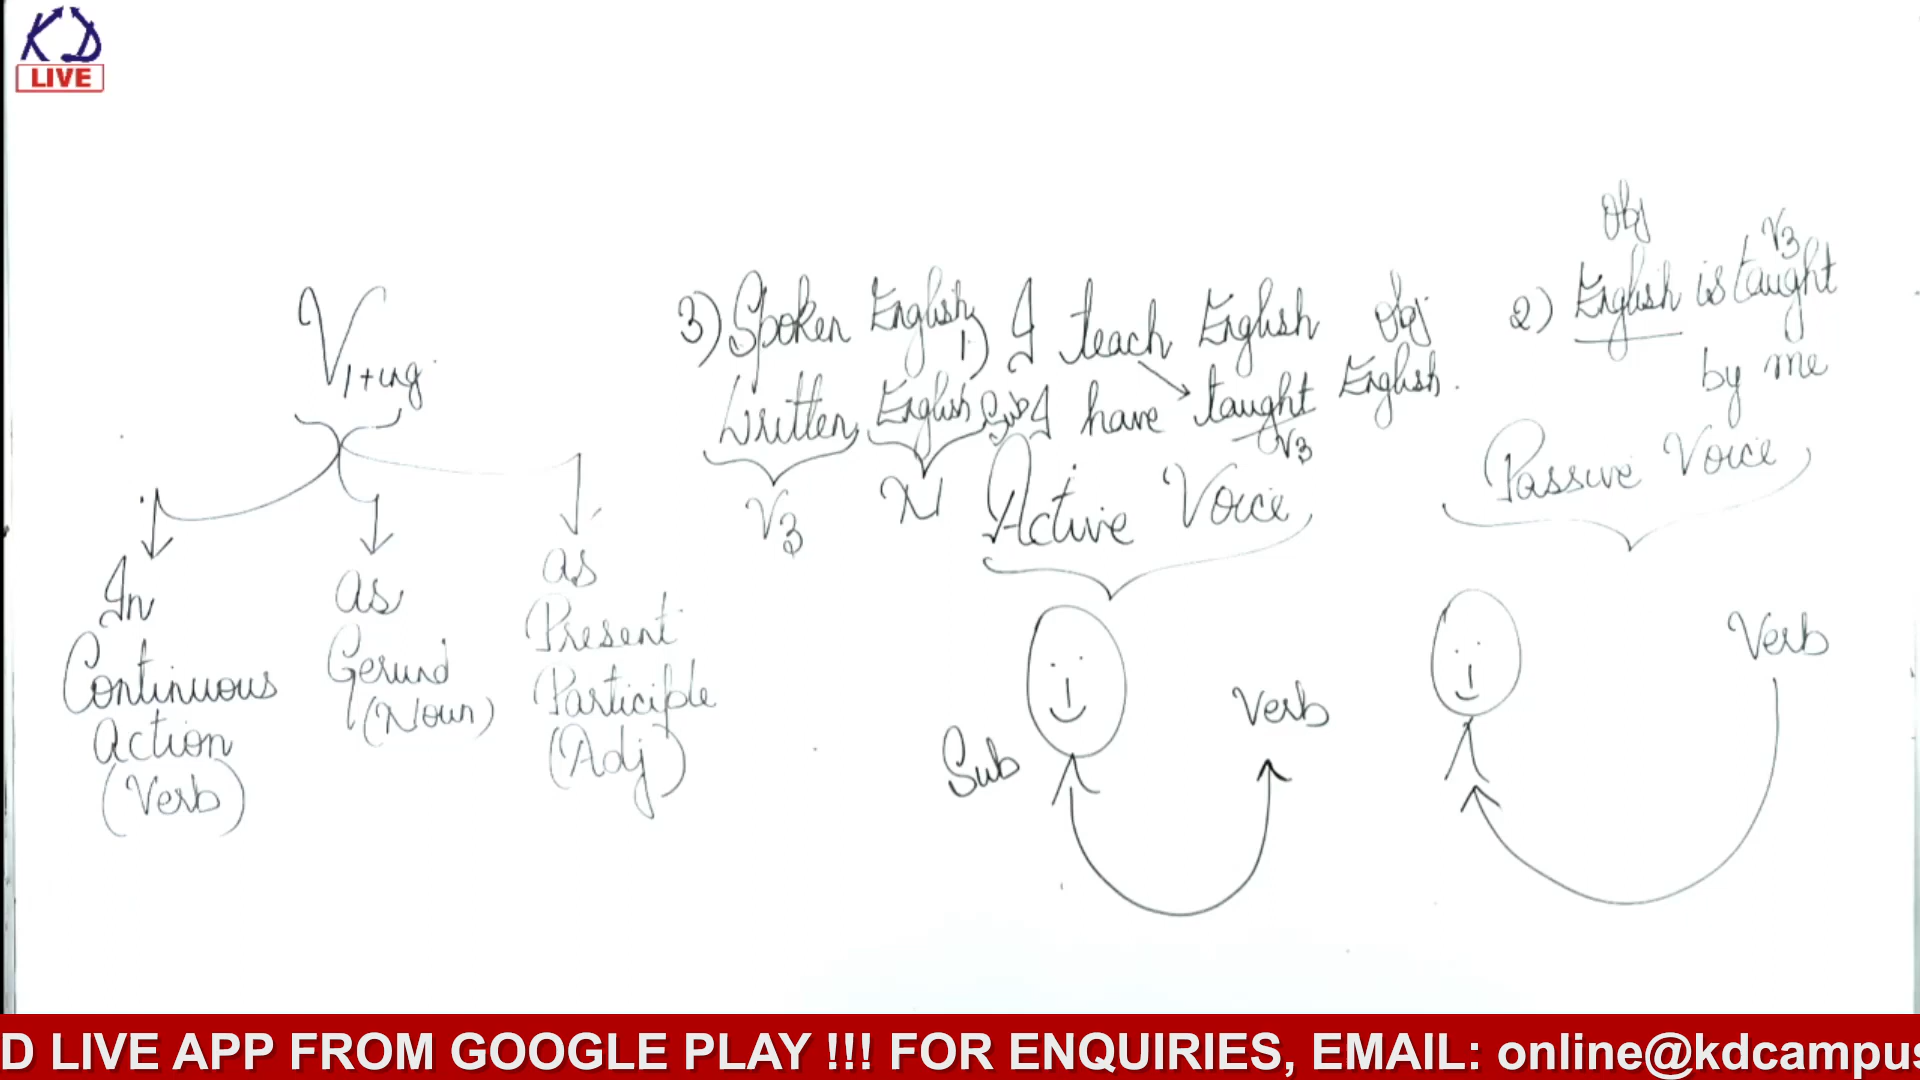 KD
LIVE
V1+ing
In
Continuous
Action
(Verb)
as
Gerund
(Noun)
as
Present
Participle
(Adj)
3) Spoken English
Written English
V3
N
1) I teach English
Sub I have taught English.
Obj
V3
Active Voice
Sub
Verb
Obj
V3
2) English is taught
by me
Passive Voice
Verb
D LIVE APP FROM GOOGLE PLAY !!! FOR ENQUIRIES, EMAIL: online@kdcampus